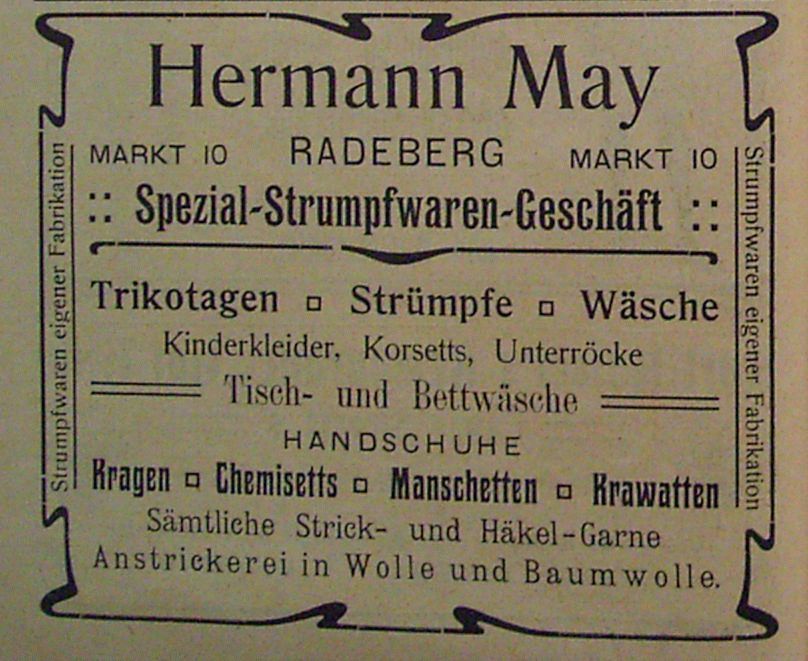 Hermann May
MARKT 10 RADEBERG MARKT 10
:: Spezial-Strumpfwaren-Geschäft ::
Trikotagen ▫ Strümpfe ▫ Wäsche
Kinderkleider, Korsetts, Unterröcke
Tisch- und Bettwäsche
HANDSCHUHE
Kragen ▫ Chemisetts ▫ Manschetten ▫ Krawatten
Sämtliche Strick- und Häkel-Garne
Anstrickerei in Wolle und Baumwolle.
Strumpfwaren eigener Fabrikation
Strumpfwaren eigener Fabrikation